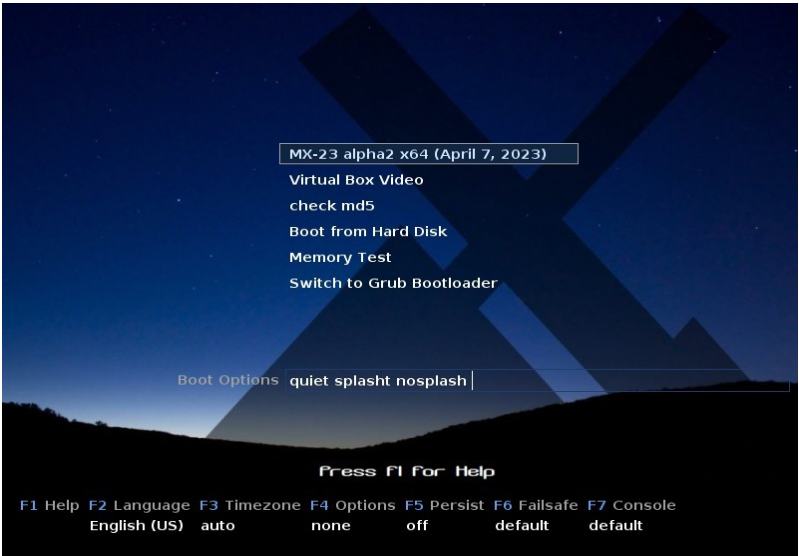 MX-23 alpha2 x64 (April 7, 2023)
Virtual Box Video
check md5
Boot from Hard Disk
Memory Test
Switch to Grub Bootloader
Boot Options quiet splasht nosplash
Press F1 for Help
F1 Help F2 Language F3 Timezone F4 Options F5 Persist F6 Failsafe F7 Console
English (US) auto none off default default